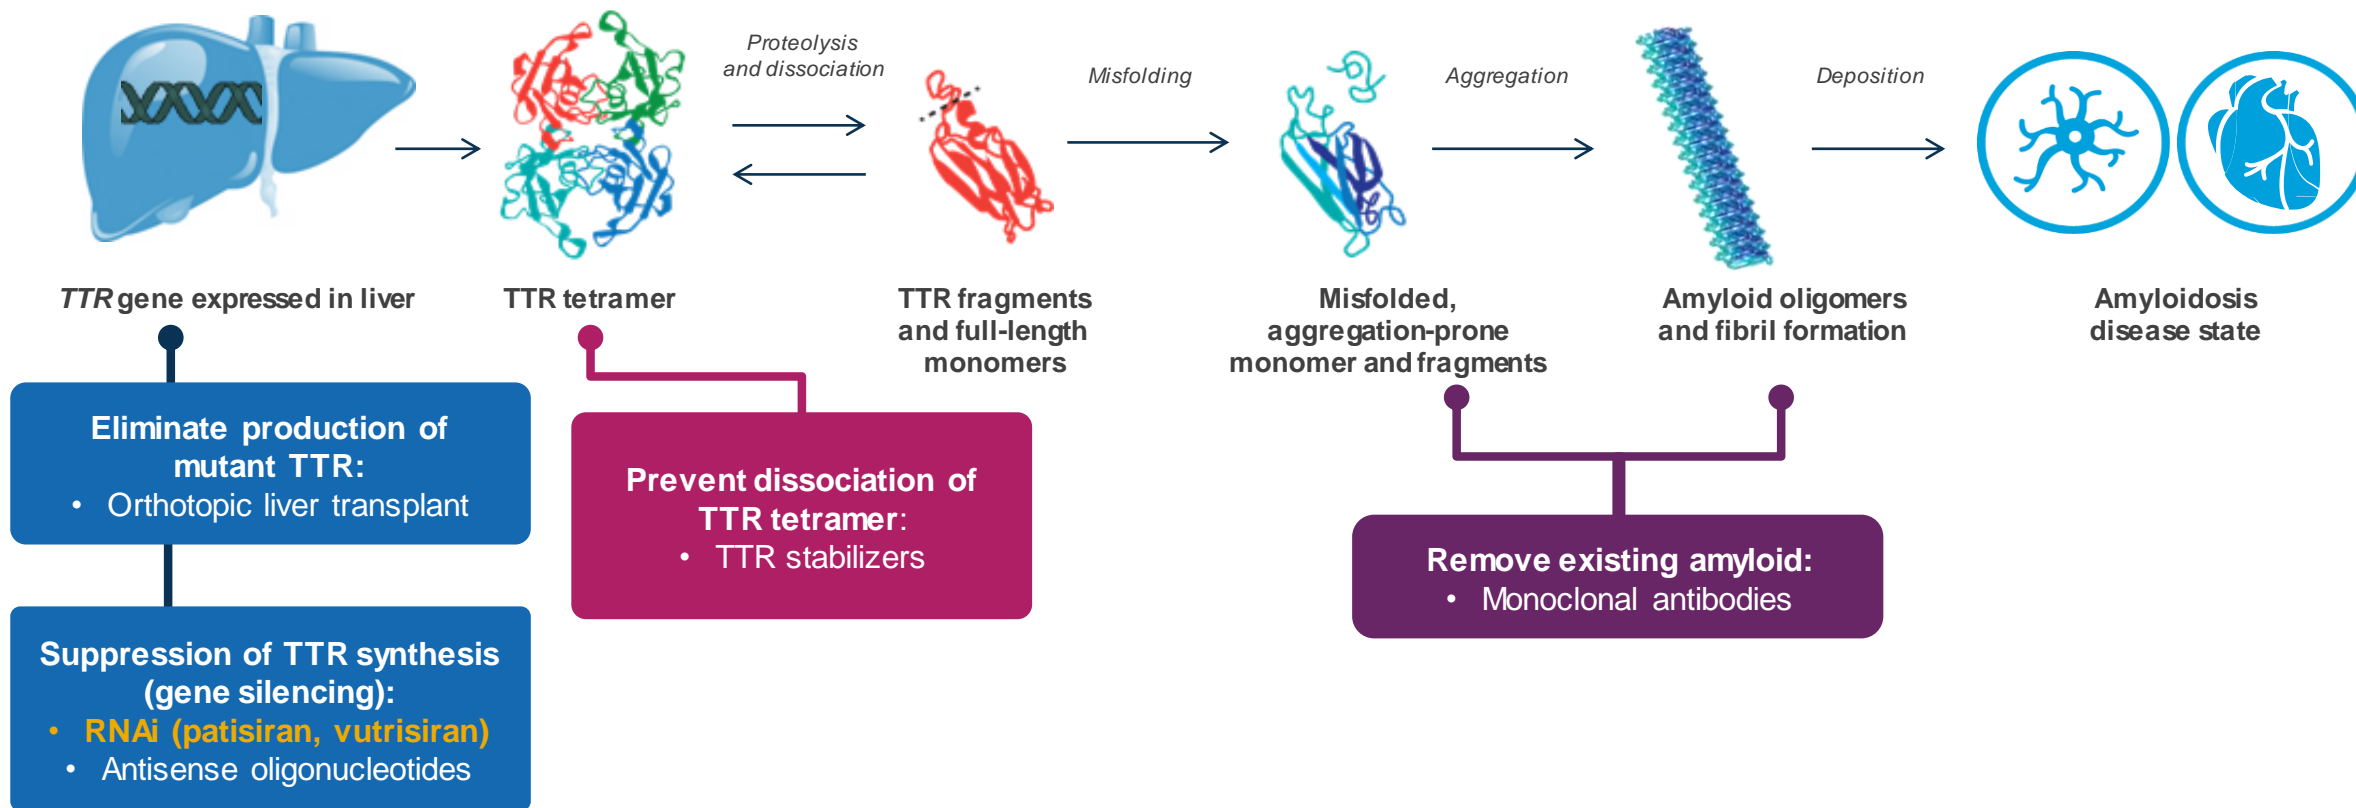 Proteolysis
and dissociation
Misfolding
Aggregation
Deposition
TTR gene expressed in liver
TTR tetramer
TTR fragments
and full-length
monomers
Misfolded,
aggregation-prone
monomer and fragments
Amyloid oligomers
and fibril formation
Amyloidosis
disease state
Eliminate production of
mutant TTR:
• Orthotopic liver transplant
Suppression of TTR synthesis
(gene silencing):
• RNAi (patisiran, vutrisiran)
• Antisense oligonucleotides
Prevent dissociation of
TTR tetramer:
• TTR stabilizers
Remove existing amyloid:
• Monoclonal antibodies